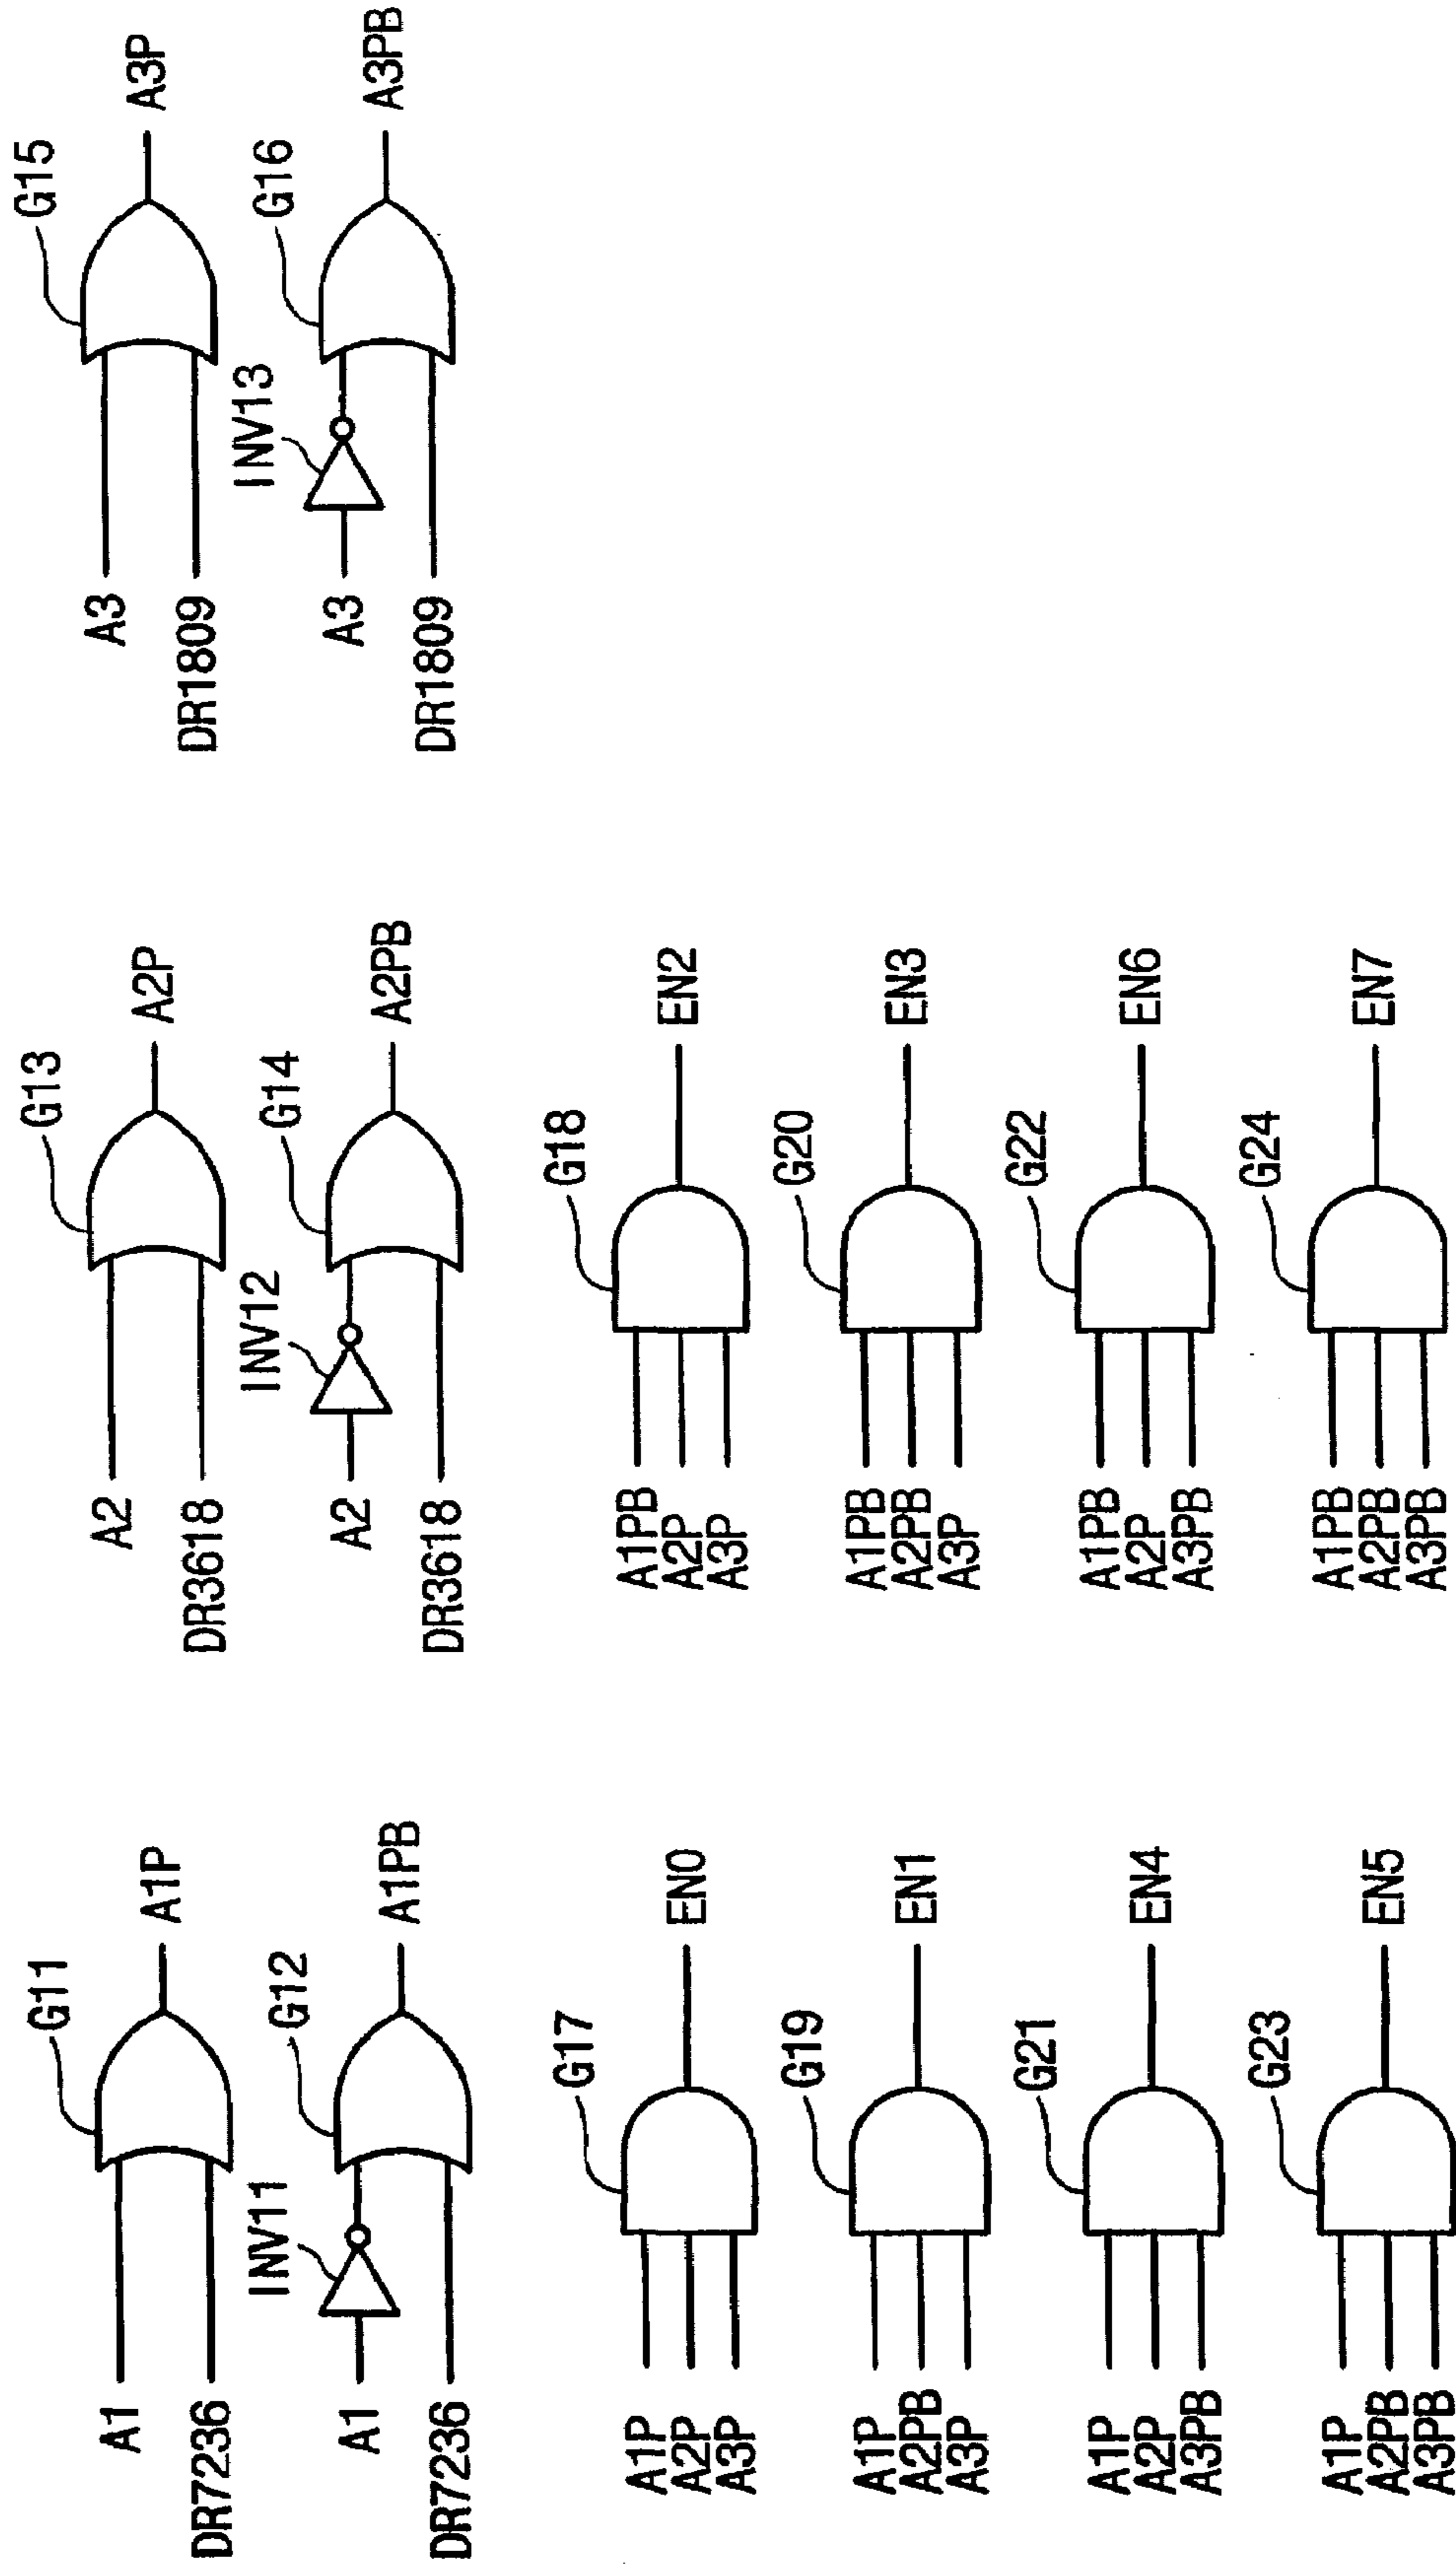 G11
A1
A1P
DR7236
G12
INV11
A1
A1PB
DR7236
G13
A2
A2P
DR3618
G14
INV12
A2
A2PB
DR3618
G15
A3
A3P
DR1809
G16
INV13
A3
A3PB
DR1809
G17
A1P
A2P
A3P
EN0
G18
A1PB
A2P
A3P
EN2
G19
A1P
A2PB
A3P
EN1
G20
A1PB
A2PB
A3P
EN3
G21
A1P
A2P
A3PB
EN4
G22
A1PB
A2P
A3PB
EN6
G23
A1P
A2PB
A3PB
EN5
G24
A1PB
A2PB
A3PB
EN7